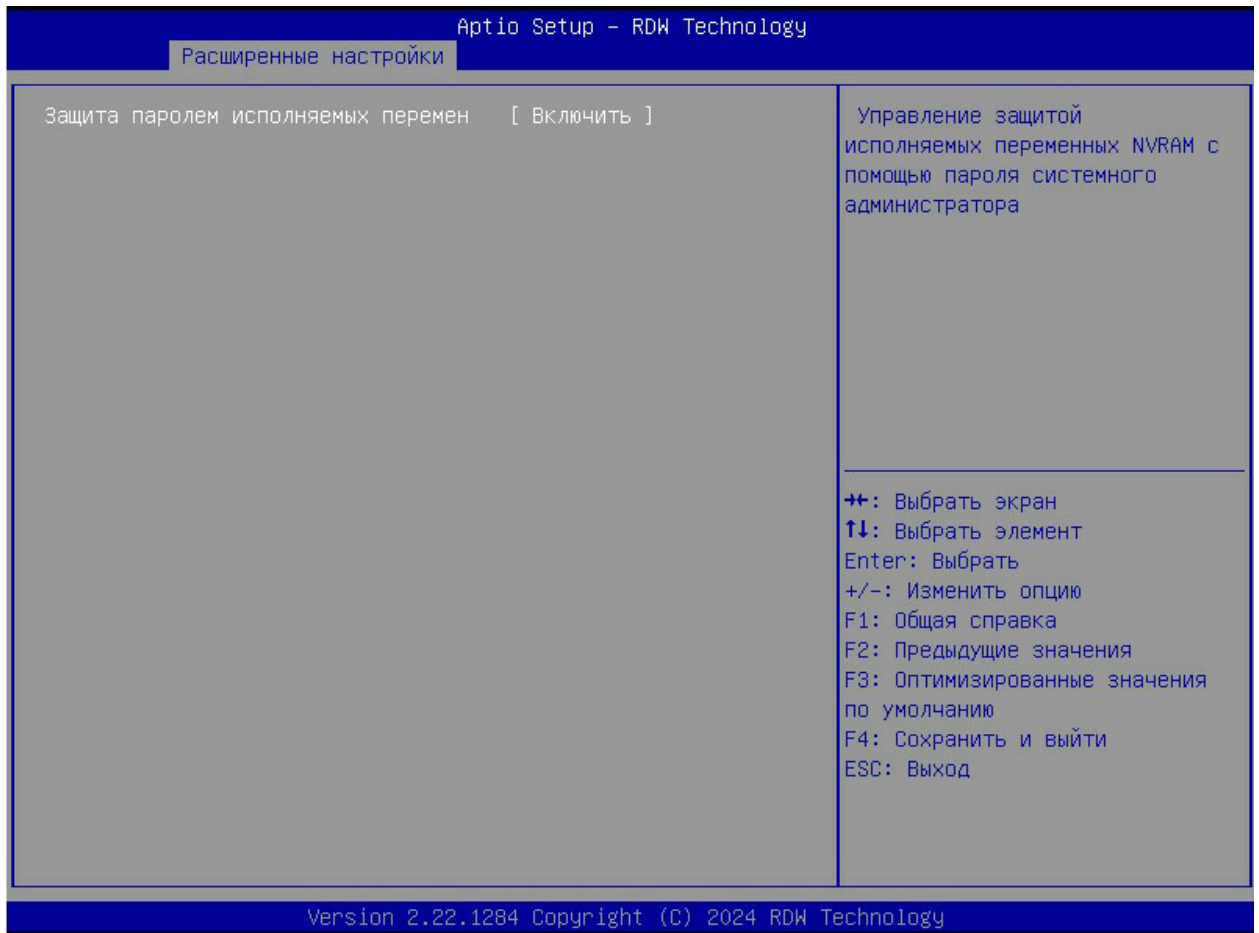 Aptio Setup – RDW Technology
Расширенные настройки
Защита паролем исполняемых перемен [ Включить ]
Управление защитой
исполняемых переменных NVRAM с
помощью пароля системного
администратора
→←: Выбрать экран
↑↓: Выбрать элемент
Enter: Выбрать
+/-: Изменить опцию
F1: Общая справка
F2: Предыдущие значения
F3: Оптимизированные значения
по умолчанию
F4: Сохранить и выйти
ESC: Выход
Version 2.22.1284 Copyright (C) 2024 RDW Technology